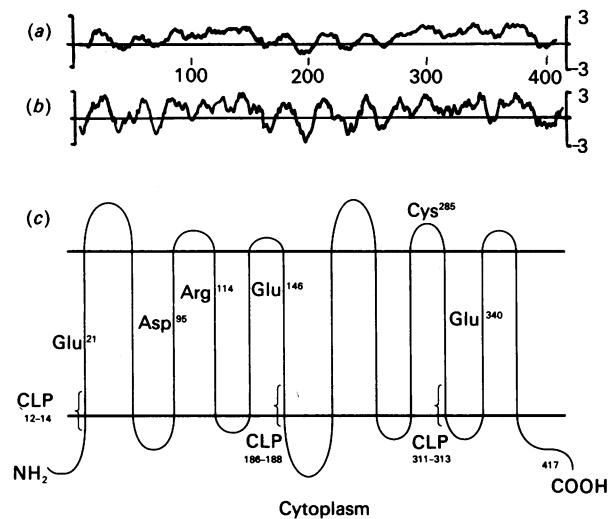 (a)
3
-3
100
200
300
400
(b)
3
-3
(c)
Cys285
Arg114
Glu146
Asp95
Glu21
Glu340
CLP
12–14
CLP
186–188
CLP
311–313
NH2
417
COOH
Cytoplasm